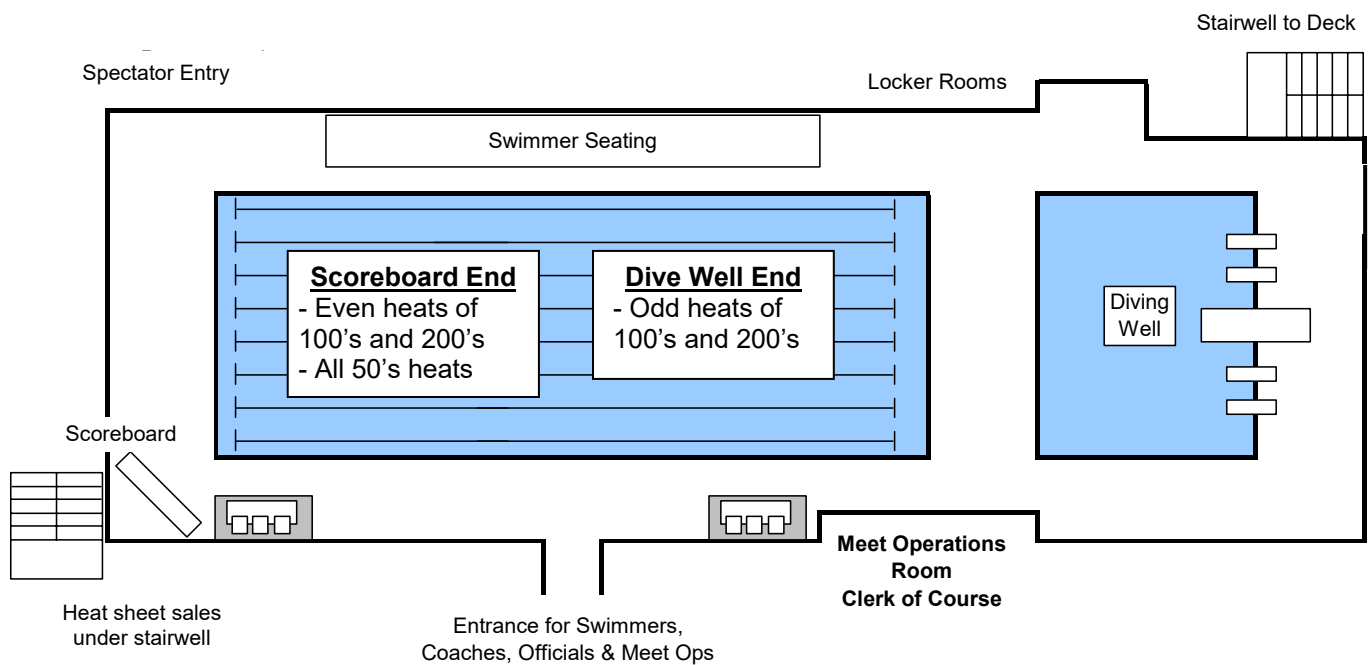 Stairwell to Deck
Spectator Entry
Locker Rooms
Swimmer Seating
Scoreboard End
- Even heats of
100’s and 200’s
- All 50’s heats
Dive Well End
- Odd heats of
100’s and 200’s
Diving
Well
Scoreboard
Meet Operations
Room
Clerk of Course
Heat sheet sales
under stairwell
Entrance for Swimmers,
Coaches, Officials & Meet Ops